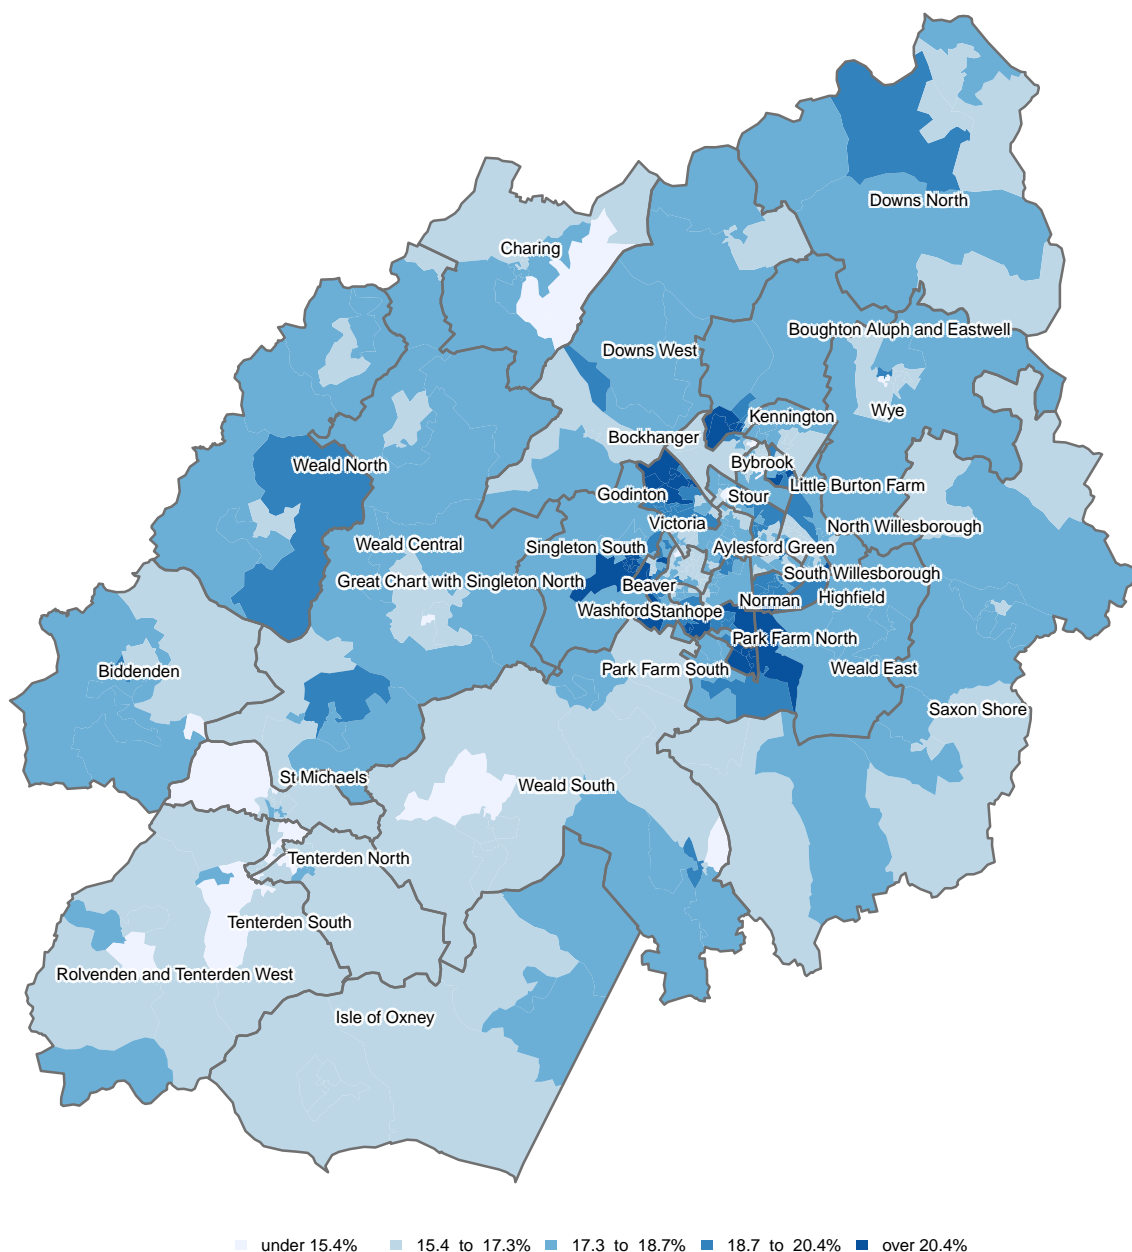 Downs North
Charing
Boughton Aluph and Eastwell
Downs West
Wye
Kennington
Bockhanger
Bybrook
Weald North
Little Burton Farm
Godinton
Stour
Victoria
North Willesborough
Weald Central
Singleton South
Aylesford Green
South Willesborough
Great Chart with Singleton North
Beaver
Highfield
Norman
Washford
Stanhope
Park Farm North
Biddenden
Park Farm South
Weald East
Saxon Shore
St Michaels
Weald South
Tenterden North
Tenterden South
Rolvenden and Tenterden West
Isle of Oxney
under 15.4% 15.4 to 17.3% 17.3 to 18.7% 18.7 to 20.4% over 20.4%